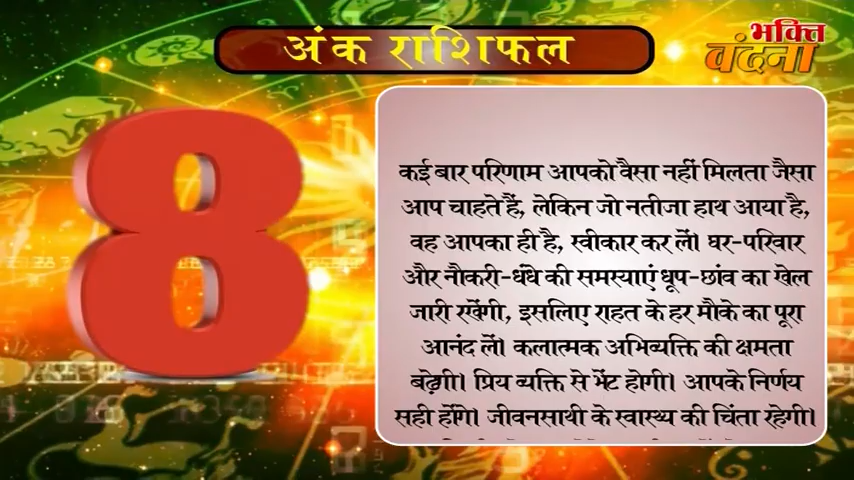 अंक राशिफल
भक्ति
वंदना
8
कई बार परिणाम आपको वैसा नहीं मिलता जैसा
आप चाहते हैं, लेकिन जो नतीजा हाथ आया है,
वह आपका ही है, स्वीकार कर लें। घर-परिवार
और नौकरी-धंधे की समस्याएं धूप-छांव का खेल
जारी रखेंगी, इसलिए राहत के हर मौके का पूरा
आनंद लें। कलात्मक अभिव्यक्ति की क्षमता
बढ़ेगी। प्रिय व्यक्ति से भेंट होगी। आपके निर्णय
सही होंगे। जीवनसाथी के स्वास्थ्य की चिंता रहेगी।